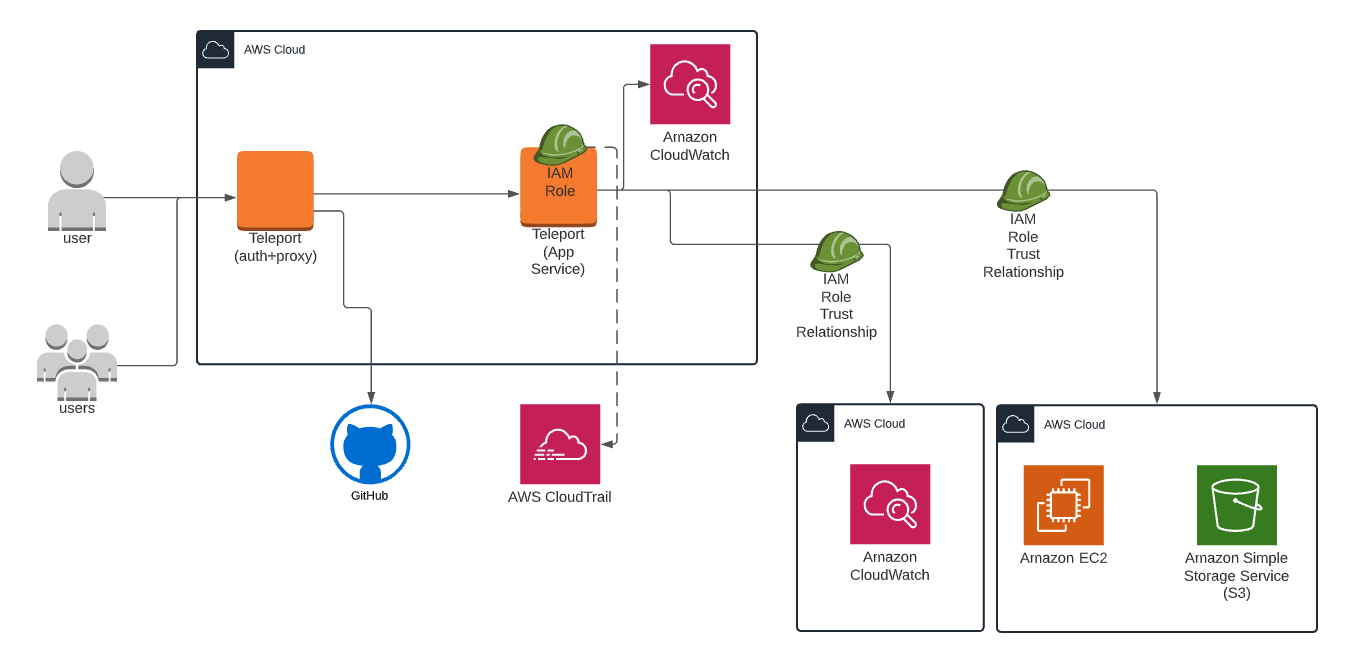 AWS Cloud
Amazon
CloudWatch
IAM
Role
user
Teleport
(auth+proxy)
Teleport
(App
Service)
IAM
Role
Trust
Relationship
IAM
Role
Trust
Relationship
users
GitHub
AWS CloudTrail
AWS Cloud
Amazon
CloudWatch
AWS Cloud
Amazon EC2
Amazon Simple
Storage Service
(S3)